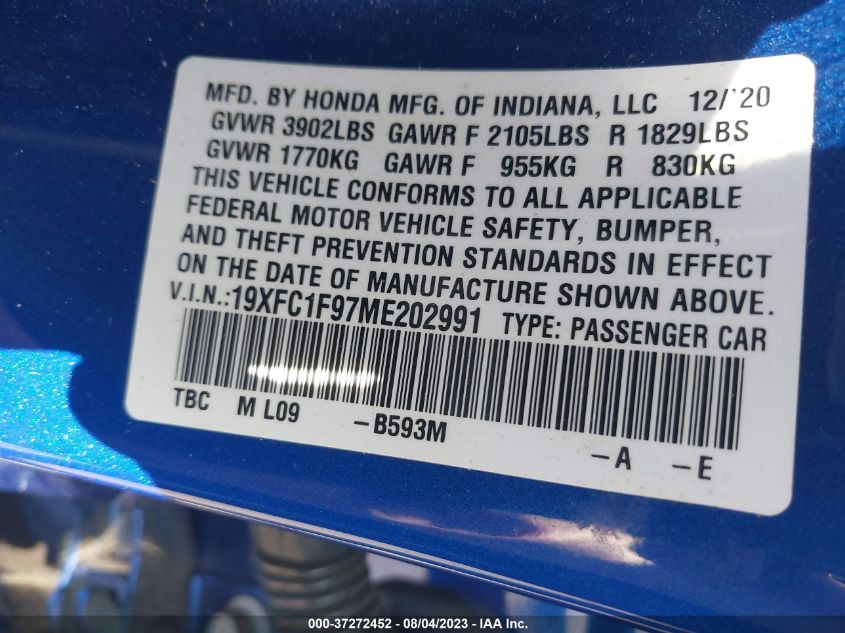 MFD. BY HONDA MFG. OF INDIANA, LLC 12/'20
GVWR 3902LBS GAWR F 2105LBS R 1829LBS
GVWR 1770KG GAWR F 955KG R 830KG
THIS VEHICLE CONFORMS TO ALL APPLICABLE
FEDERAL MOTOR VEHICLE SAFETY, BUMPER,
AND THEFT PREVENTION STANDARDS IN EFFECT
ON THE DATE OF MANUFACTURE SHOWN ABOVE.
V.I.N.:19XFC1F97ME202991 TYPE: PASSENGER CAR
TBC M L09 -B593M -A -E
000-37272452 - 08/04/2023 - IAA Inc.